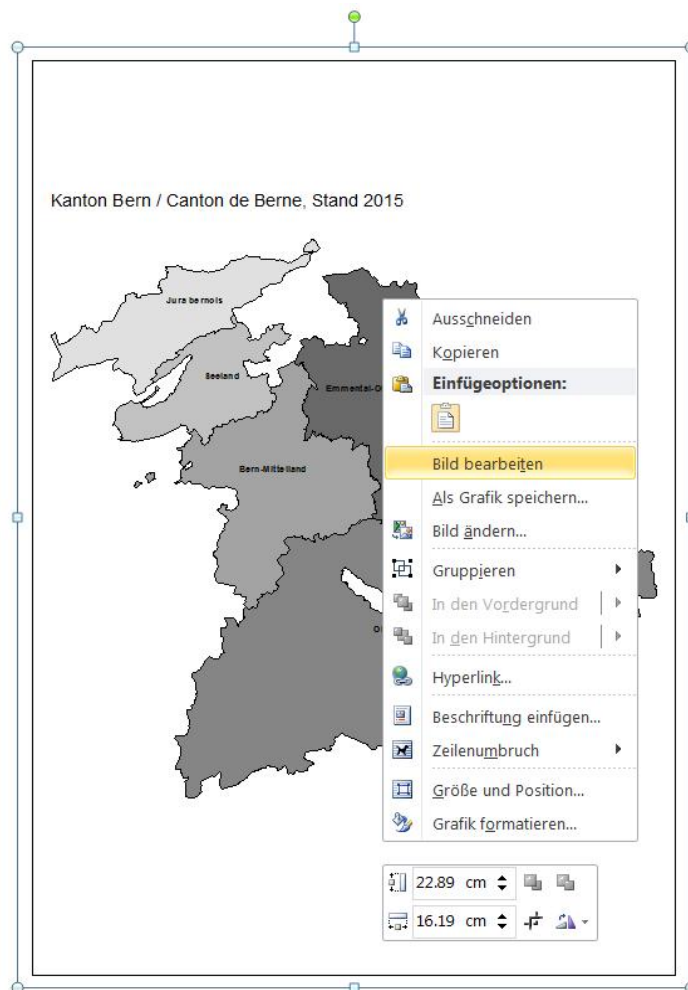 Kanton Bern / Canton de Berne, Stand 2015
Jura bernois
Seeland
Emmental-O
Bern-Mittelland
O
Ausschneiden
Kopieren
Einfügeoptionen:
Bild bearbeiten
Als Grafik speichern...
Bild ändern...
Gruppieren
In den Vordergrund
In den Hintergrund
Hyperlink...
Beschriftung einfügen...
Zeilenumbruch
Größe und Position...
Grafik formatieren...
22.89 cm
16.19 cm